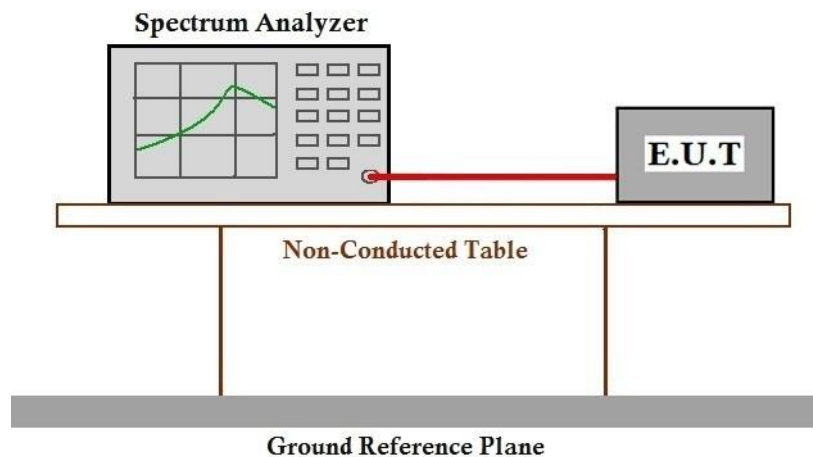 Spectrum Analyzer
E.U.T
Non-Conducted Table
Ground Reference Plane